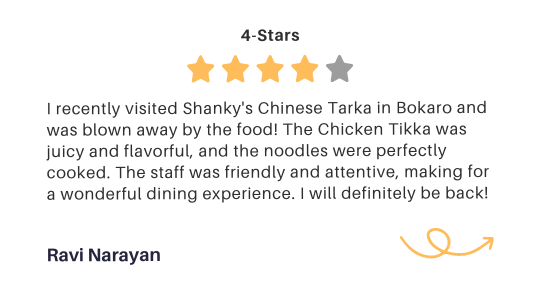 4-Stars
I recently visited Shanky's Chinese Tarka in Bokaro and
was blown away by the food! The Chicken Tikka was
juicy and flavorful, and the noodles were perfectly
cooked. The staff was friendly and attentive, making for
a wonderful dining experience. I will definitely be back!
Ravi Narayan